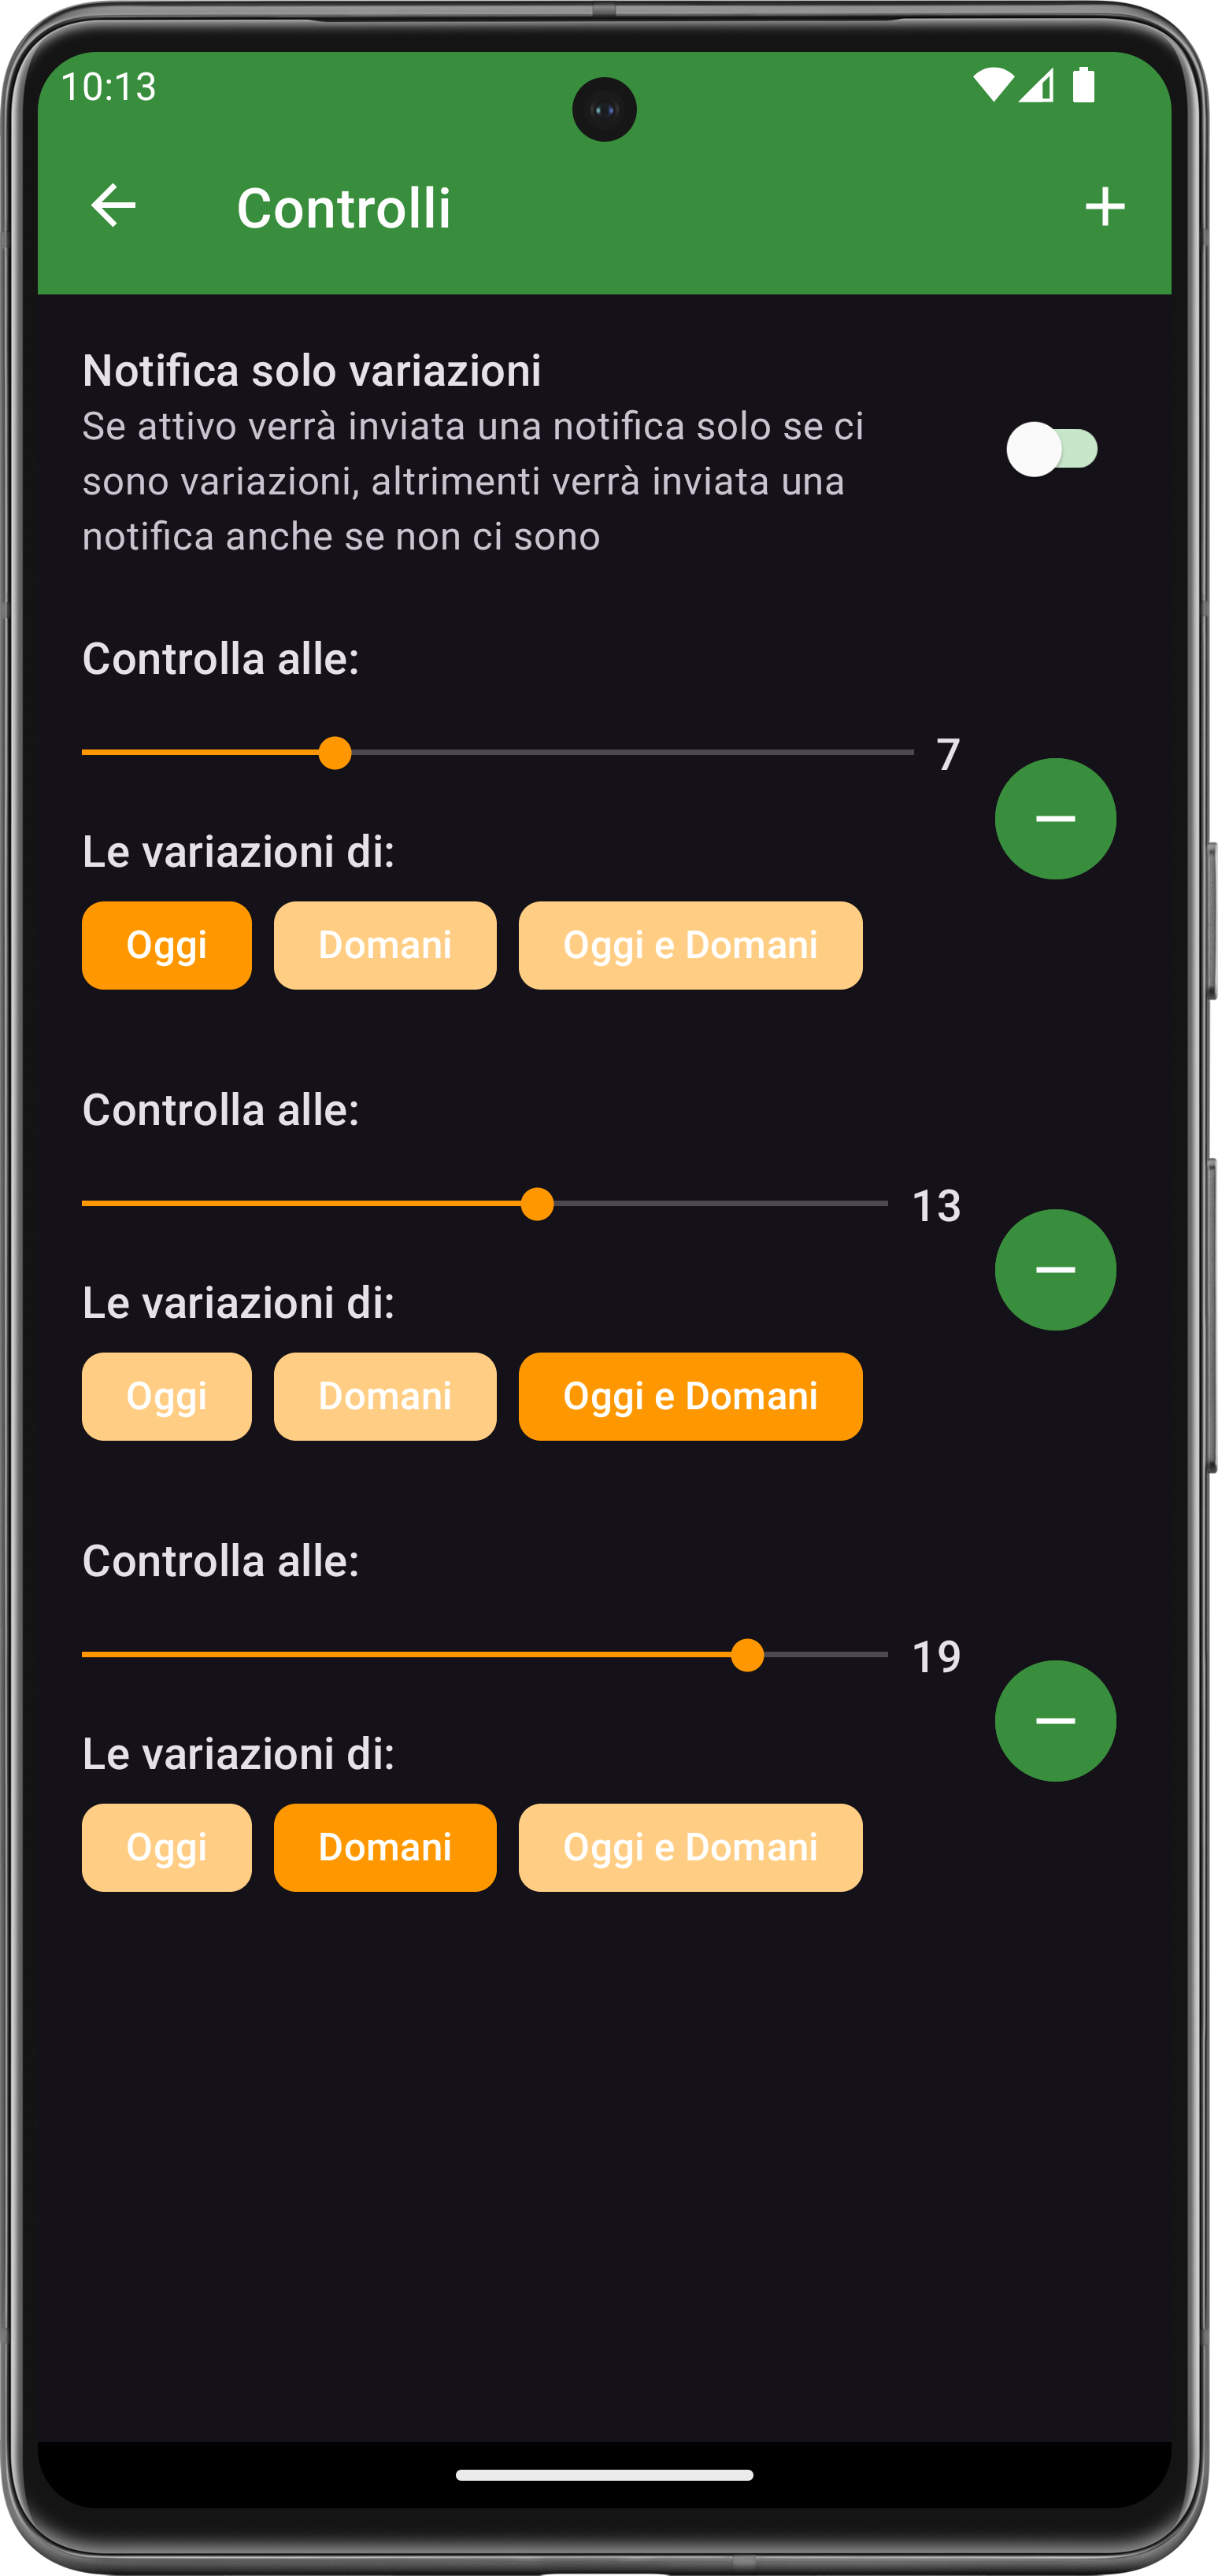 10:13
Controlli
Notifica solo variazioni
Se attivo verrà inviata una notifica solo se ci
sono variazioni, altrimenti verrà inviata una
notifica anche se non ci sono
Controlla alle:
7
Le variazioni di:
Oggi Domani Oggi e Domani
Controlla alle:
13
Le variazioni di:
Oggi Domani Oggi e Domani
Controlla alle:
19
Le variazioni di:
Oggi Domani Oggi e Domani